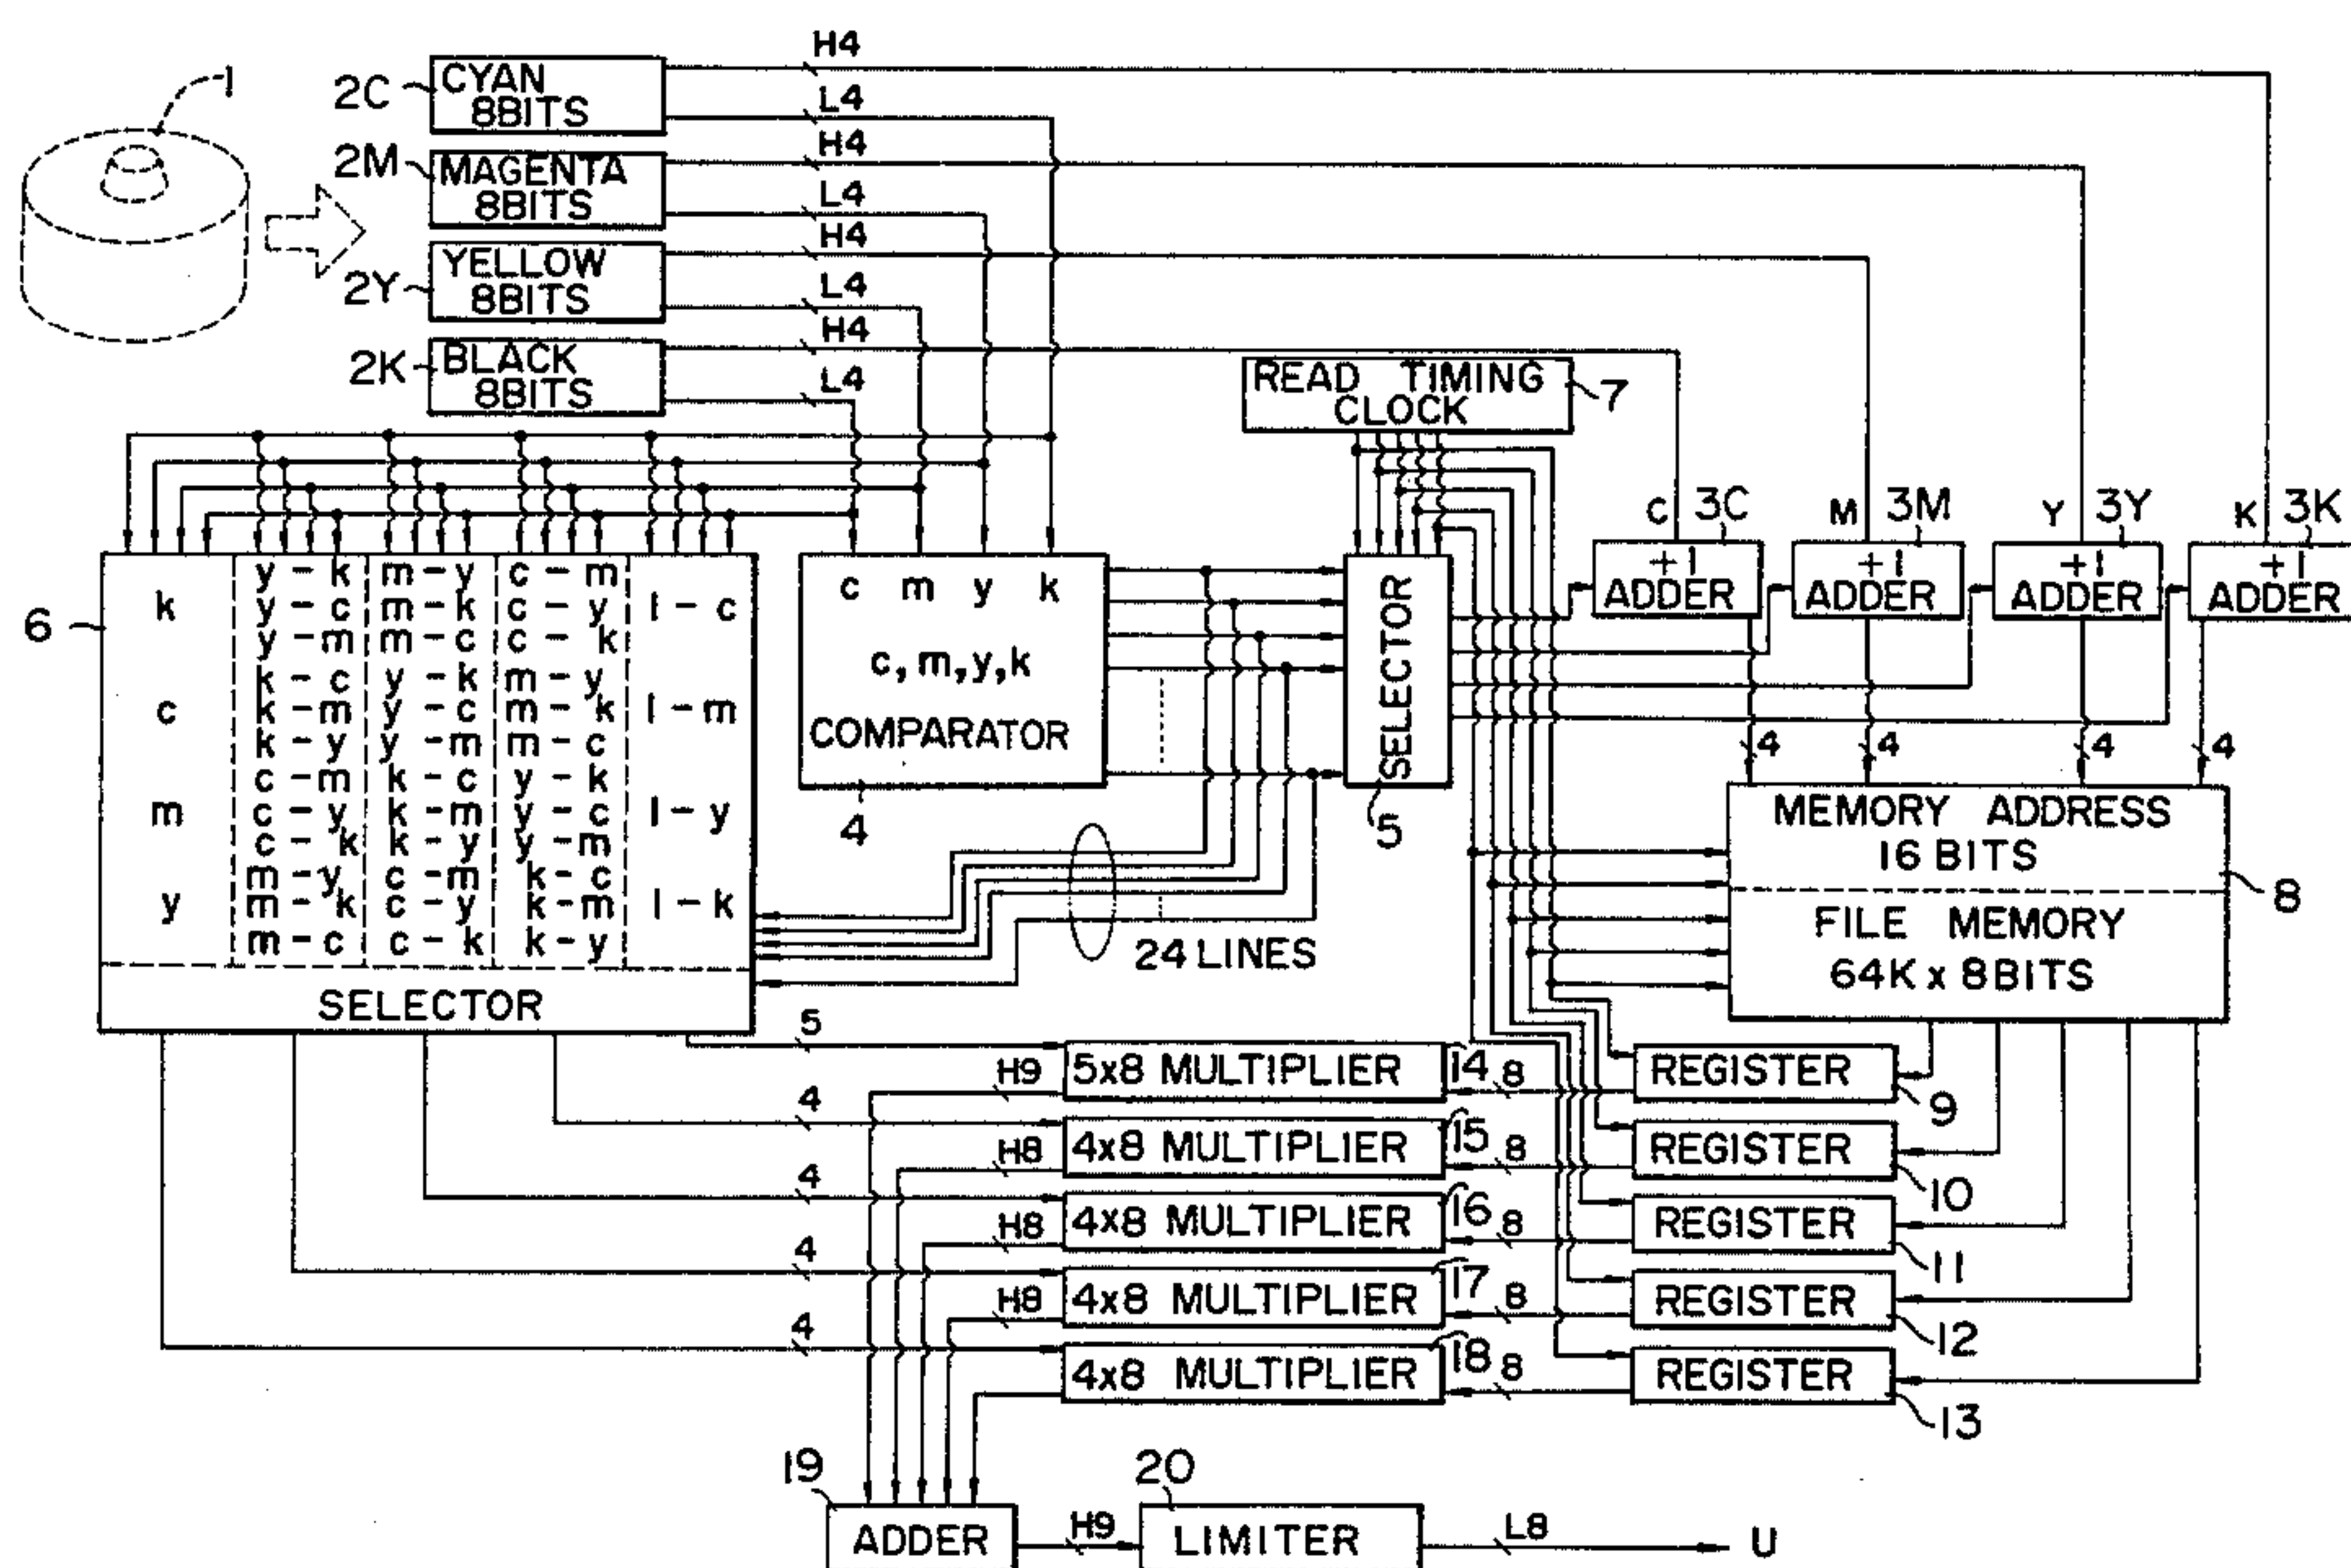 1
2C
CYAN
8BITS
H4
L4
2M
MAGENTA
8BITS
H4
L4
2Y
YELLOW
8BITS
H4
L4
2K
BLACK
8BITS
H4
L4
READ TIMING
CLOCK
7
C
3C
M
3M
Y
3Y
K
3K
+1
ADDER
+1
ADDER
+1
ADDER
+1
ADDER
4
4
4
4
6
k
y-k
m-y
c-m
y-c
m-k
c-y
1-c
y-m
m-c
c-k
c
k-c
y-k
m-y
k-m
y-c
m-k
1-m
k-y
y-m
m-c
m
c-m
k-c
y-k
c-y
k-m
y-c
1-y
c-k
k-y
y-m
y
m-y
c-m
k-c
m-k
c-y
k-m
1-k
m-c
c-k
k-y
SELECTOR
c m y k
c,m,y,k
COMPARATOR
4
SELECTOR
5
24 LINES
MEMORY ADDRESS
16 BITS
FILE MEMORY
64K x 8BITS
8
5
H9
5x8 MULTIPLIER
14
8
REGISTER
9
4
H8
4x8 MULTIPLIER
15
8
REGISTER
10
4
H8
4x8 MULTIPLIER
16
8
REGISTER
11
4
H8
4x8 MULTIPLIER
17
8
REGISTER
12
4
4x8 MULTIPLIER
18
8
REGISTER
13
19
ADDER
H9
20
LIMITER
L8
U